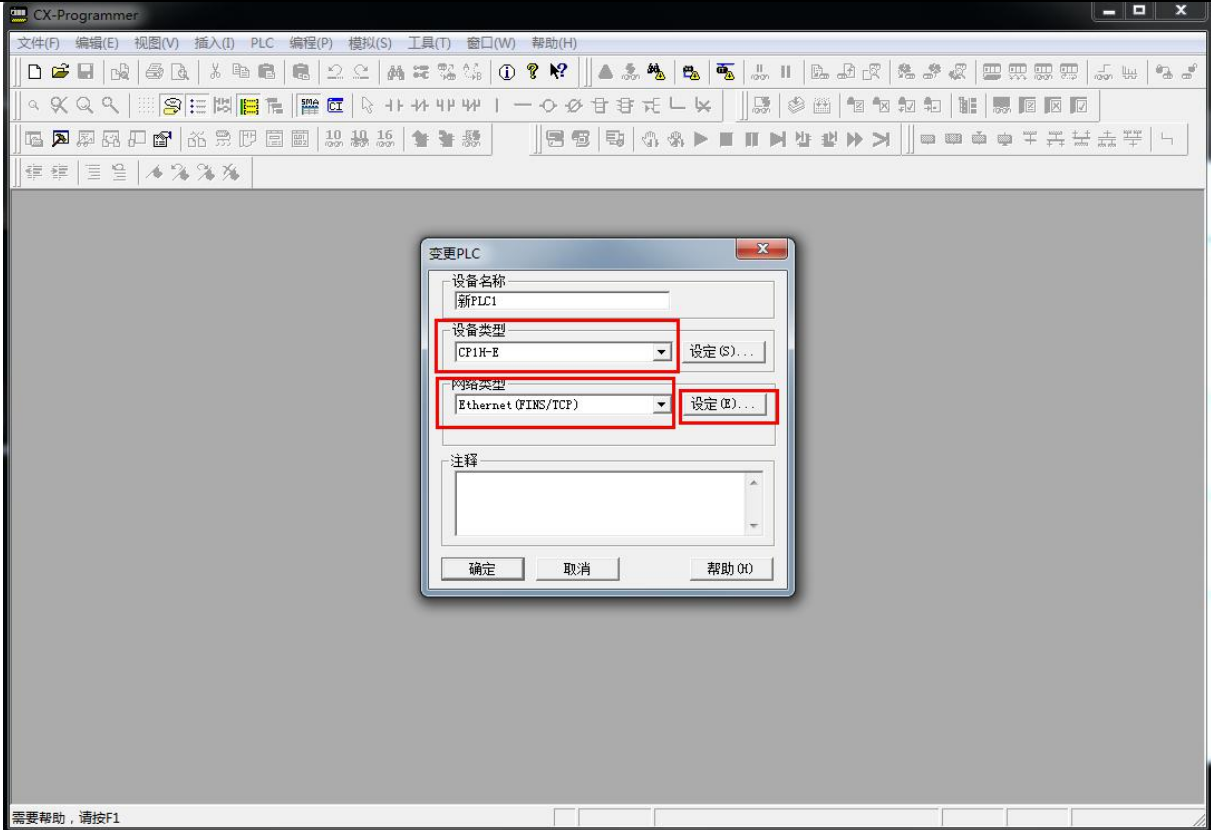 CX-Programmer
文件(F) 编辑(E) 视图(V) 插入(I) PLC 编程(P) 模拟(S) 工具(T) 窗口(W) 帮助(H)
10 10 16
变更PLC
设备名称
新PLC1
设备类型
CP1H-E 设定(S)...
网络类型
Ethernet(FINS/TCP) 设定(E)...
注释
确定 取消 帮助(H)
需要帮助，请按F1